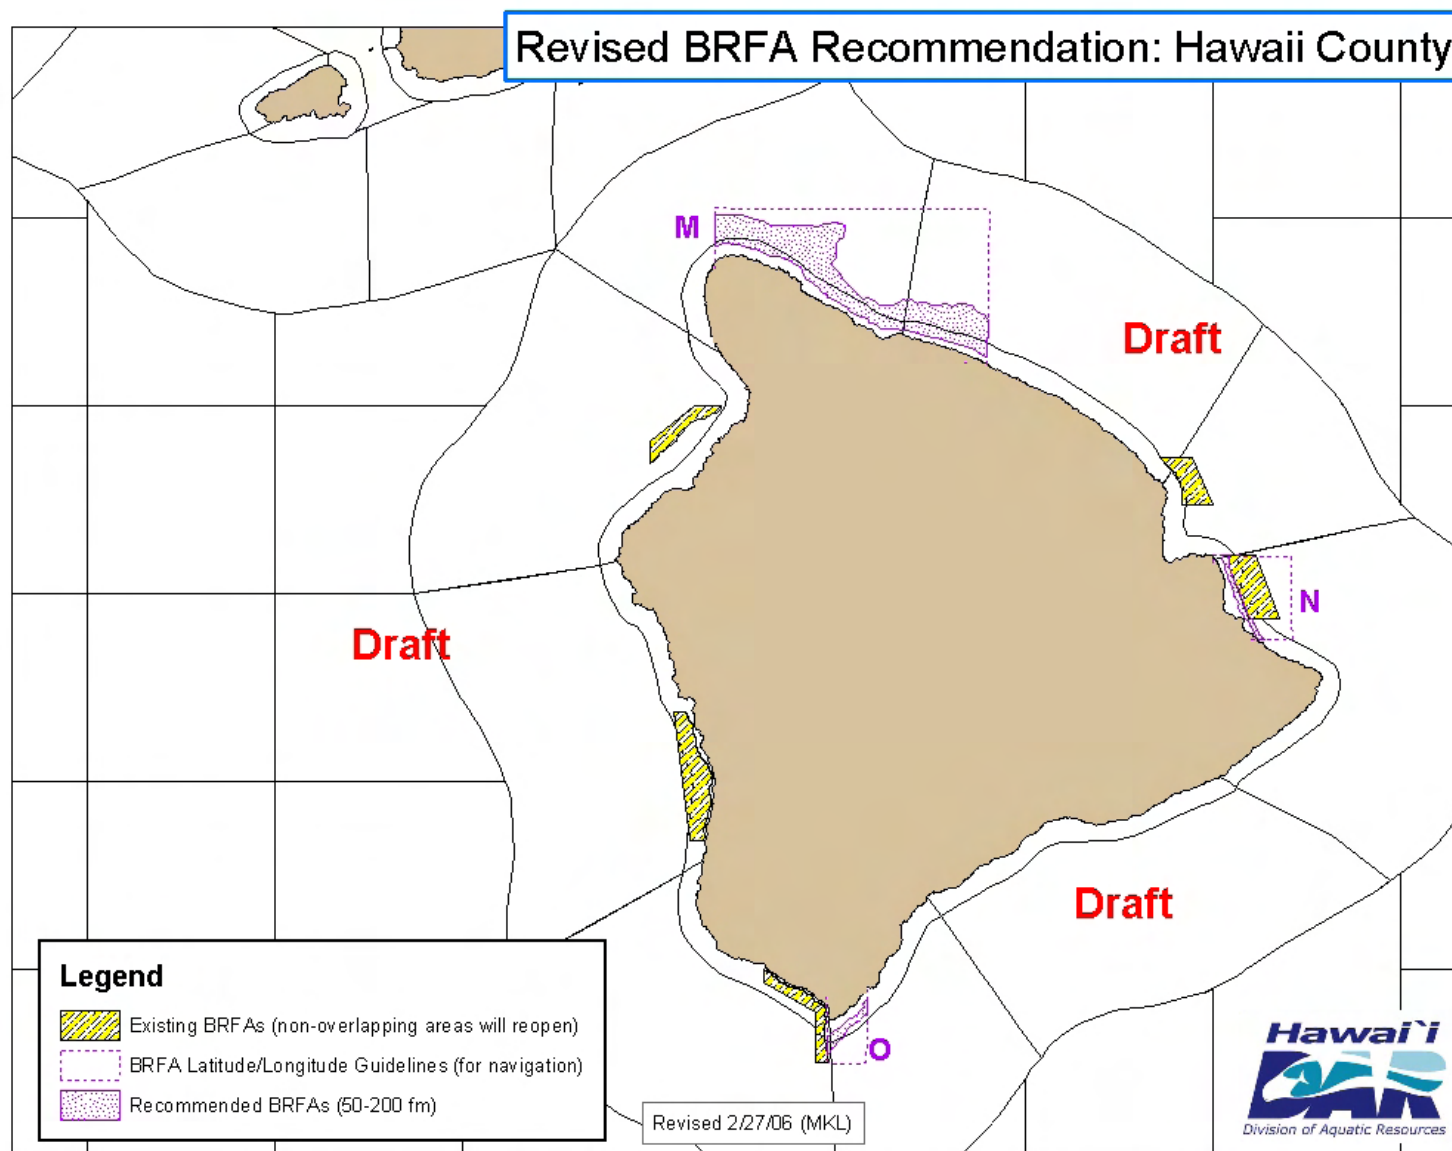 Revised BRFA Recommendation: Hawaii County
M
Draft
N
Draft
Draft
O
Legend
Existing BRFAs (non-overlapping areas will reopen)
BRFA Latitude/Longitude Guidelines (for navigation)
Recommended BRFAs (50-200 fm)
Revised 2/27/06 (MKL)
Hawai`i
DAR
Division of Aquatic Resources